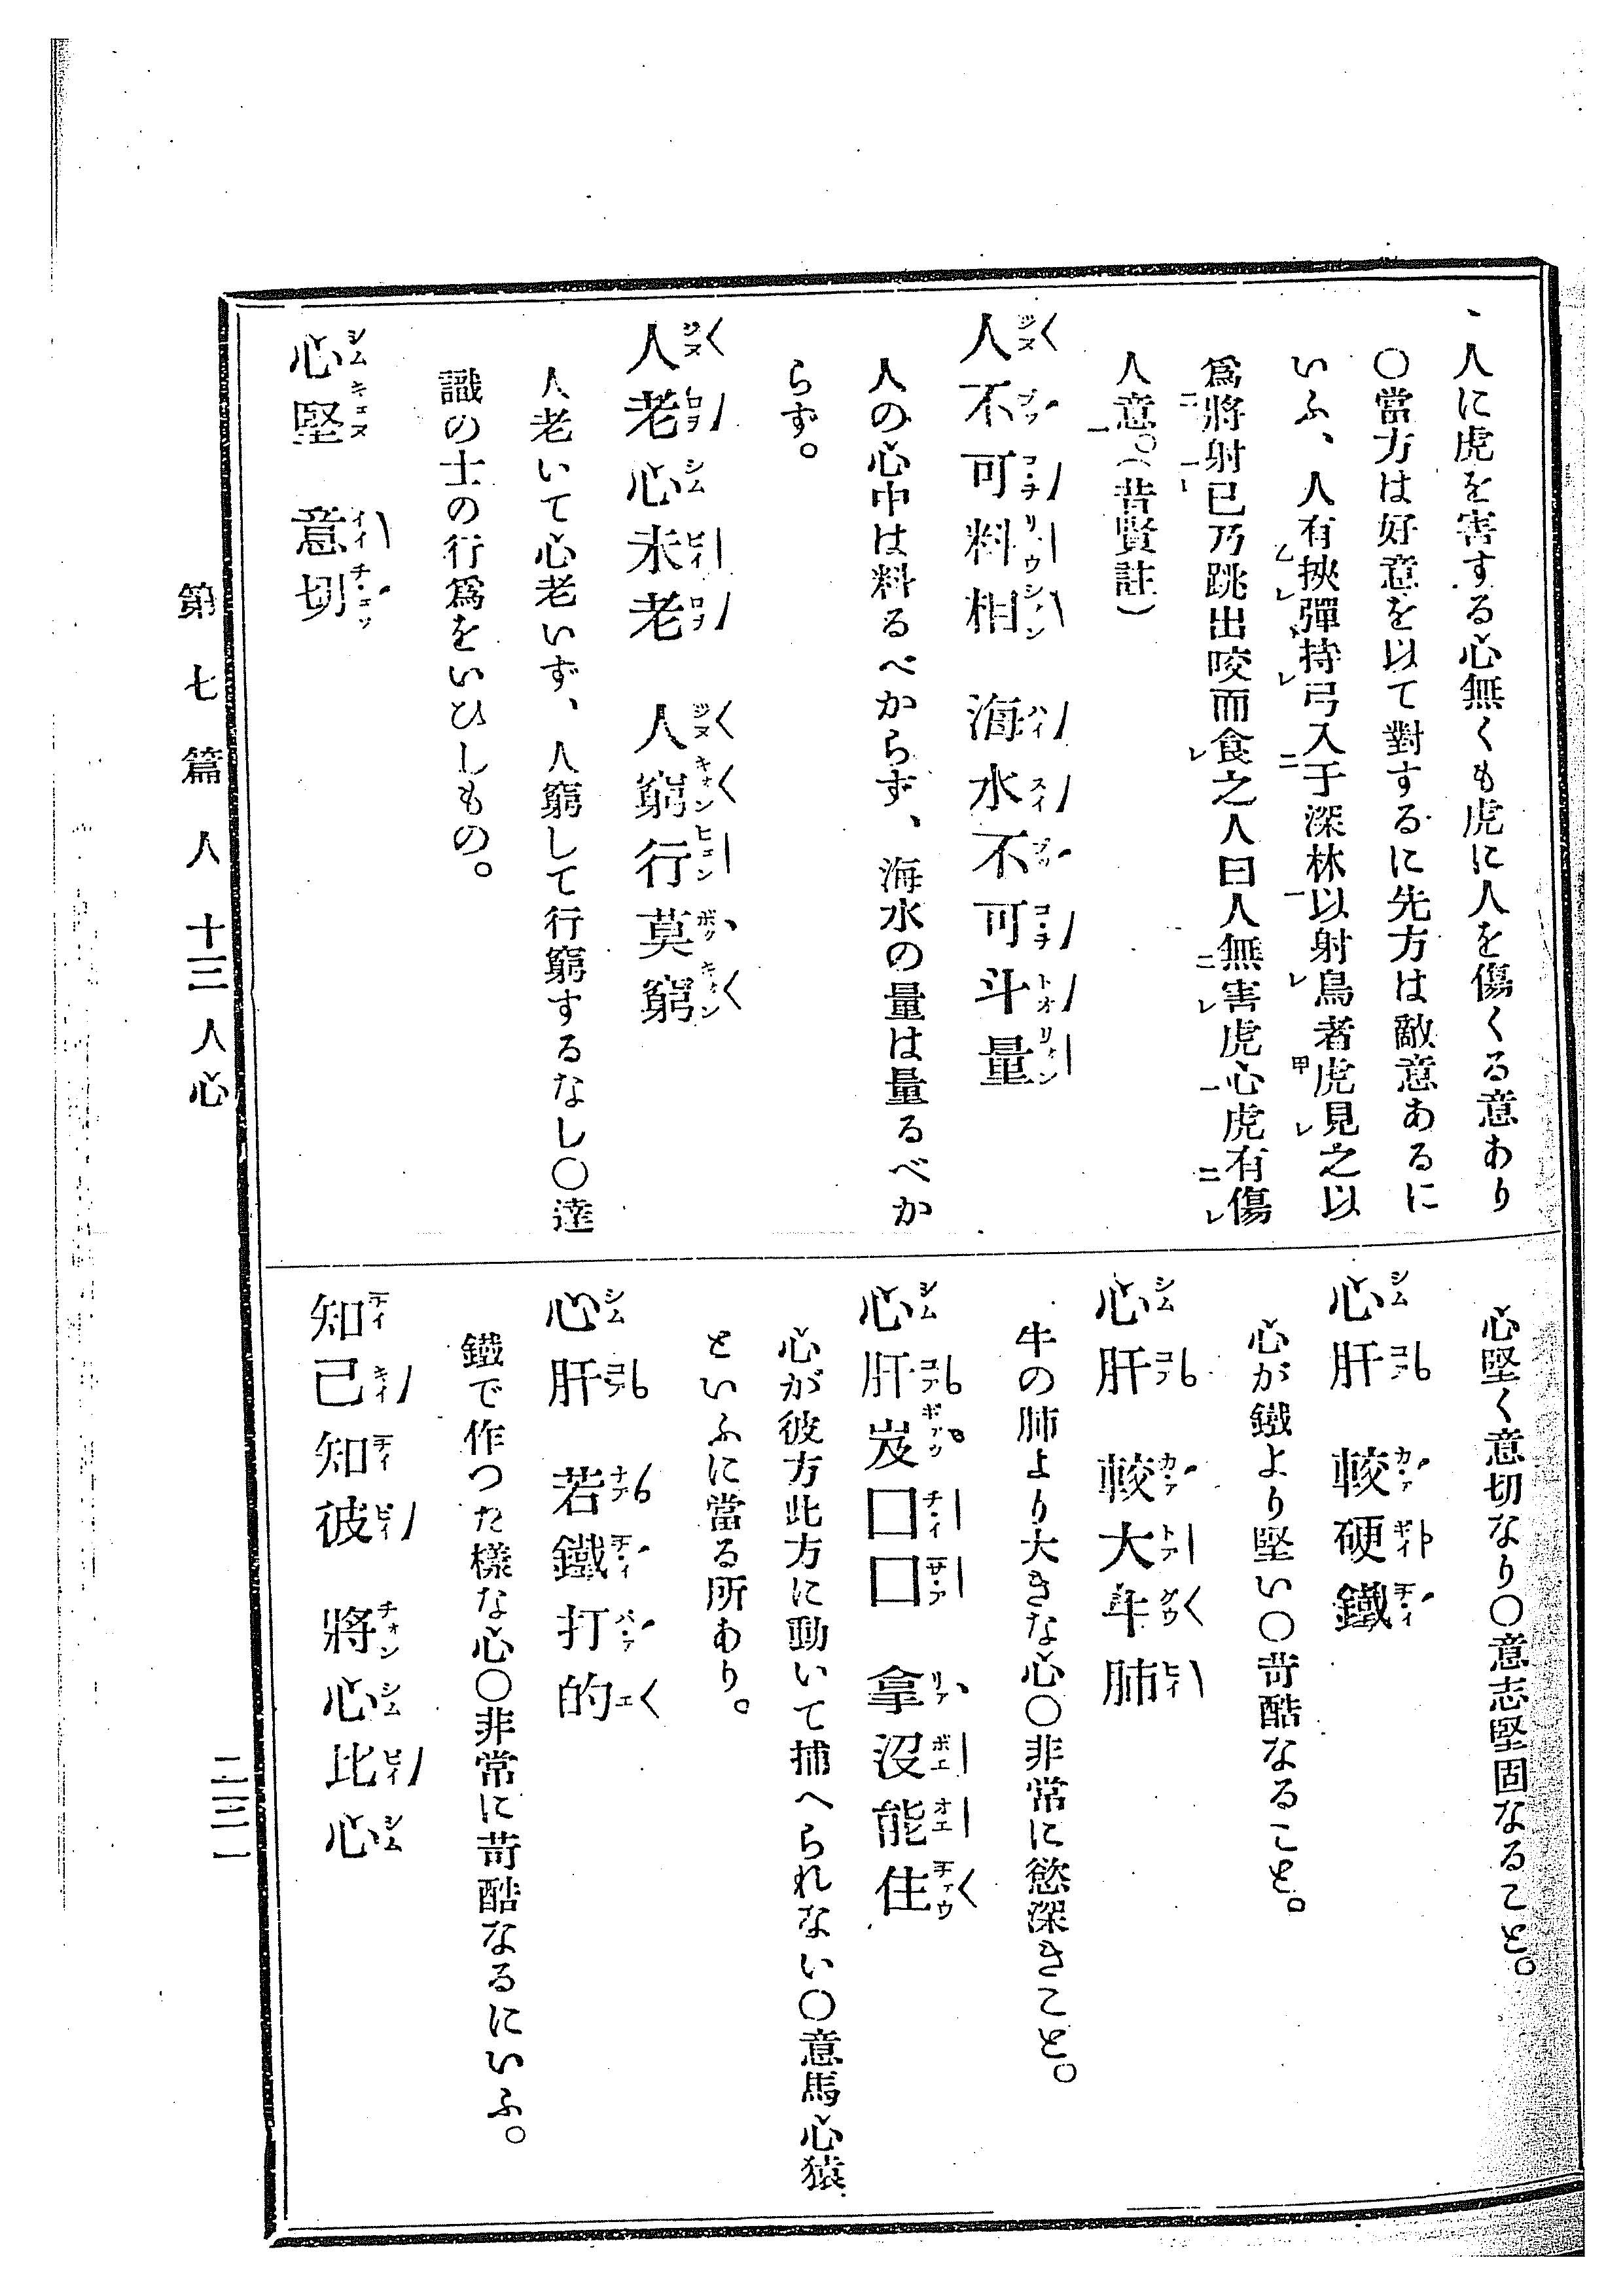 人に虎を害する心無くも虎に人を傷くる意あり
〇當方は好意を以て對するに先方は敵意あるに
いふ、人有挾彈持弓入于深林以射鳥者虎見之以
爲將射已乃跳出咬而食之人曰人無害虎心虎有傷
人意。（昔賢註）
人不可料相　海水不可斗量
人の心中は料るべからず、海水の量は量るべか
らず。
人老心未老　人窮行莫窮
人老いて心老いず、人窮して行窮するなし〇達
識の士の行爲をいひしもの。
心堅　意切
心堅く意切なり〇意志堅固なること。
心肝　較硬鐵
心が鐵より堅い〇苛酷なること。
心肝　較大牛肺
牛の肺より大きな心〇非常に慾深きこと。
心肝岌囗囗　拿沒能住
心が彼方此方に動いて捕へられない〇意馬心猿
といふに當る所あり。
心肝　若鐵打的
鐵で作つた樣な心〇非常に苛酷なるにいふ。
知己知彼　將心比心
第七篇　人　十三　人心
二三一